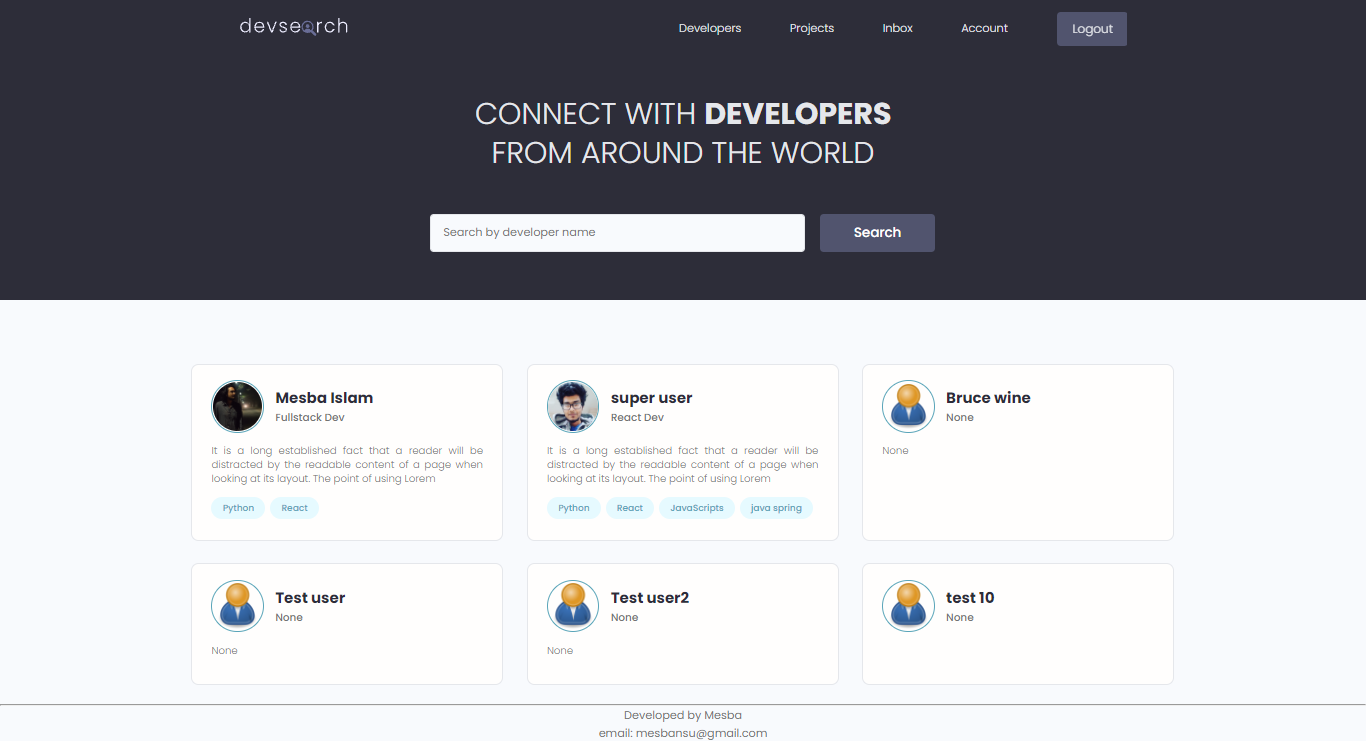 devsearch
Developers
Projects
Inbox
Account
Logout
CONNECT WITH DEVELOPERS
FROM AROUND THE WORLD
Search by developer name
Search
Mesba Islam
Fullstack Dev
It is a long established fact that a reader will be
distracted by the readable content of a page when
looking at its layout. The point of using Lorem
Python
React
super user
React Dev
It is a long established fact that a reader will be
distracted by the readable content of a page when
looking at its layout. The point of using Lorem
Python
React
JavaScripts
java spring
Bruce wine
None
None
Test user
None
None
Test user2
None
None
test 10
None
Developed by Mesba
email: mesbansu@gmail.com